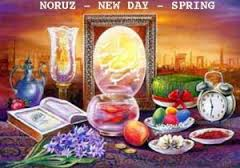 NORUZ - NEW DAY - SPRING